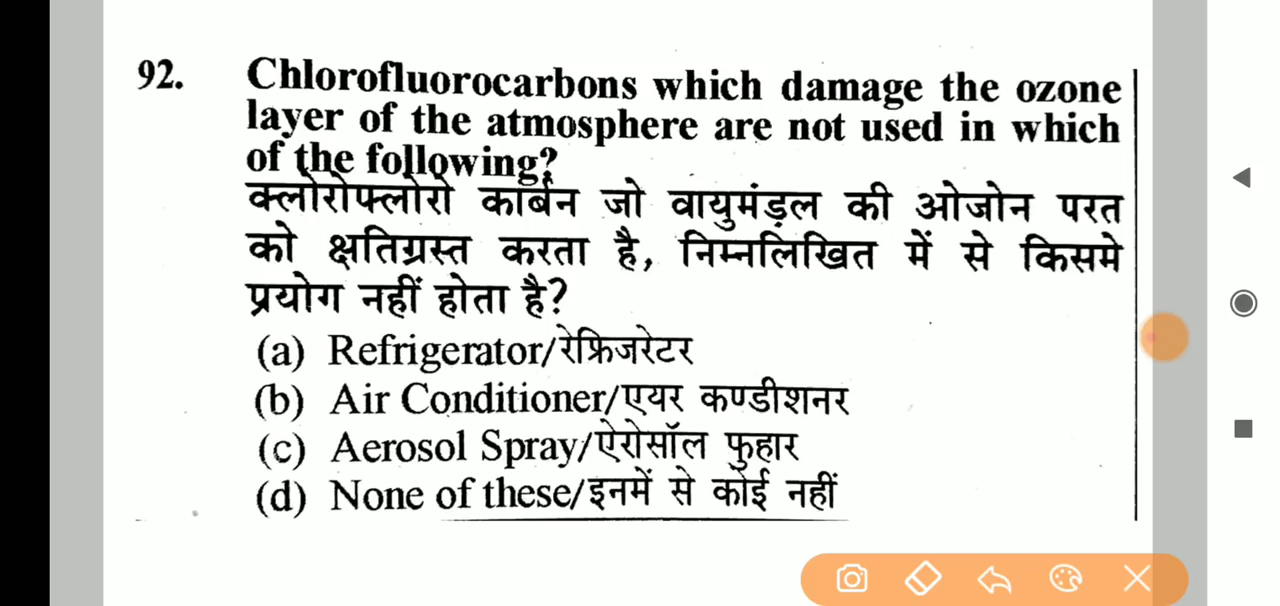 92. Chlorofluorocarbons which damage the ozone
layer of the atmosphere are not used in which
of the following?
क्लोरोफ्लोरो कार्बन जो वायुमंड़ल की ओजोन परत
को क्षतिग्रस्त करता है, निम्नलिखित में से किसमे
प्रयोग नहीं होता है?
(a) Refrigerator/रेफ्रिजरेटर
(b) Air Conditioner/एयर कण्डीशनर
(c) Aerosol Spray/ऐरोसॉल फुहार
(d) None of these/इनमें से कोई नहीं